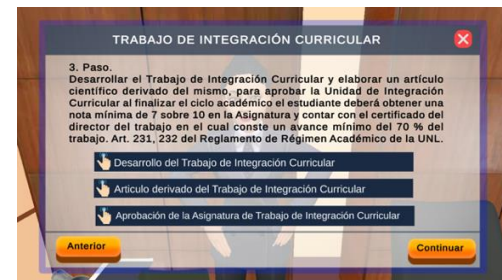 TRABAJO DE INTEGRACIÓN CURRICULAR
3. Paso.
Desarrollar el Trabajo de Integración Curricular y elaborar un artículo
científico derivado del mismo, para aprobar la Unidad de Integración
Curricular al finalizar el ciclo académico el estudiante deberá obtener una
nota mínima de 7 sobre 10 en la Asignatura y contar con el certificado del
director del trabajo en el cual conste un avance mínimo del 70 % del
trabajo. Art. 231, 232 del Reglamento de Régimen Académico de la UNL.
Desarrollo del Trabajo de Integración Curricular
Articulo derivado del Trabajo de Integración Curricular
Aprobación de la Asignatura de Trabajo de Integración Curricular
Anterior
Continuar